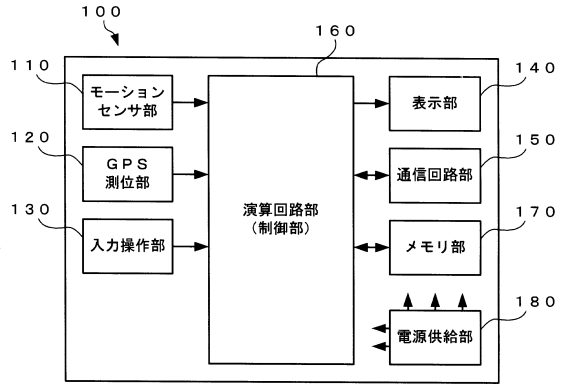 100
160
110
モーション
センサ部
140
表示部
120
GPS
測位部
150
通信回路部
130
入力操作部
演算回路部
(制御部)
170
メモリ部
180
電源供給部